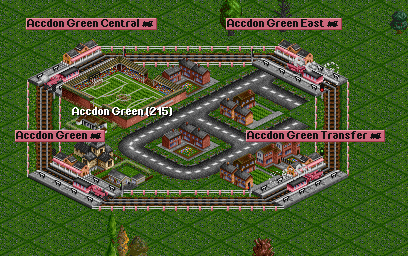 Accdon Green Central
Accdon Green East
Accdon Green (215)
Accdon Green
Accdon Green Transfer